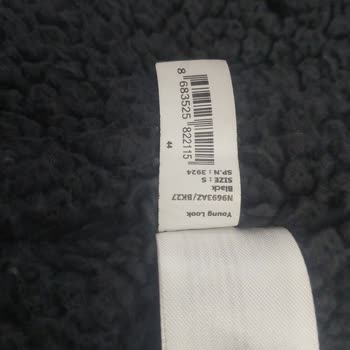 Young Look
N9693AZ/BK27
Black
SIZE : S
SP.N : 3924
44
8 683525 822115